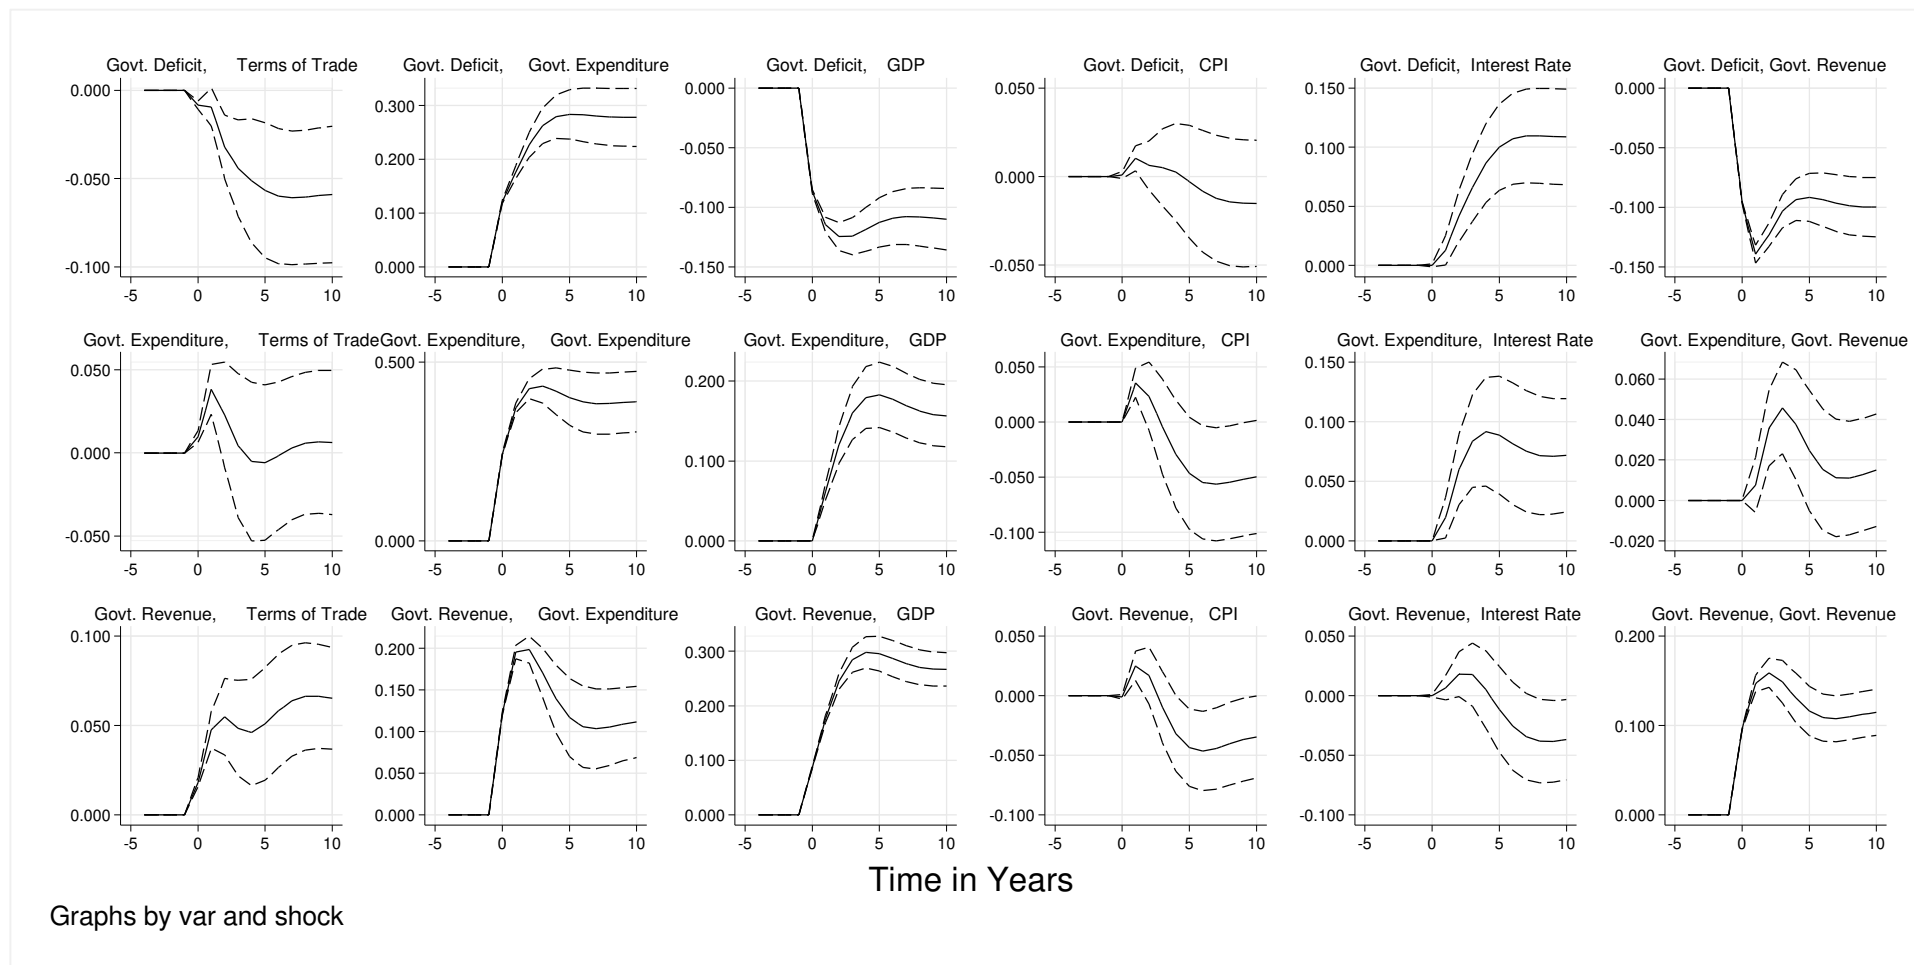 Govt. Deficit, Terms of Trade Govt. Deficit, Govt. Expenditure Govt. Deficit, GDP Govt. Deficit, CPI Govt. Deficit, Interest Rate Govt. Deficit, Govt. Revenue
0.000 0.050 0.150 0.000
0.300
-0.050 0.200 -0.050 0.000 0.100 -0.050
0.100 -0.100 0.050 -0.100
-0.100 0.000 -0.150 -0.050 0.000 -0.150
-5 0 5 10 -5 0 5 10 -5 0 5 10 -5 0 5 10 -5 0 5 10 -5 0 5 10
Govt. Expenditure, Terms of Trade Govt. Expenditure, Govt. Expenditure Govt. Expenditure, GDP Govt. Expenditure, CPI Govt. Expenditure, Interest Rate Govt. Expenditure, Govt. Revenue
0.050 0.500 0.200 0.050 0.150 0.060
0.000 0.100 0.000 0.100 0.040
-0.050 0.050 0.020
0.000
-0.050 0.000 0.000 -0.100 0.000 -0.020
-5 0 5 10 -5 0 5 10 -5 0 5 10 -5 0 5 10 -5 0 5 10 -5 0 5 10
Govt. Revenue, Terms of Trade Govt. Revenue, Govt. Expenditure Govt. Revenue, GDP Govt. Revenue, CPI Govt. Revenue, Interest Rate Govt. Revenue, Govt. Revenue
0.100 0.200 0.300 0.050 0.050 0.200
0.150 0.200 0.000 0.000
0.050 0.100 0.100
0.050 0.100 -0.050 -0.050
0.000 0.000 0.000 -0.100 -0.100 0.000
-5 0 5 10 -5 0 5 10 -5 0 5 10 -5 0 5 10 -5 0 5 10 -5 0 5 10
Time in Years
Graphs by var and shock